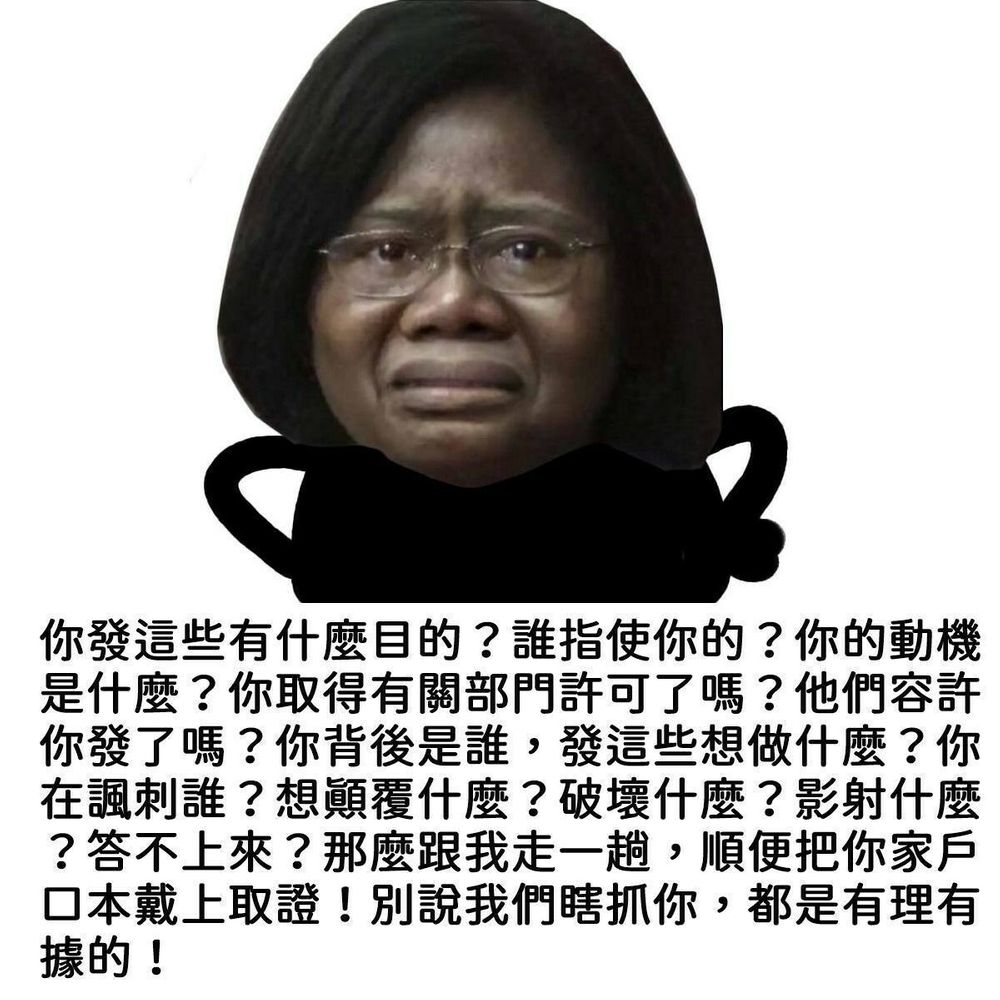 你發這些有什麼目的？誰指使你的？你的動機
是什麼？你取得有關部門許可了嗎？他們容許
你發了嗎？你背後是誰，發這些想做什麼？你
在諷刺誰？想顛覆什麼？破壞什麼？影射什麼
？答不上來？那麼跟我走一趟，順便把你家戶
口本戴上取證！別說我們瞎抓你，都是有理有
據的！